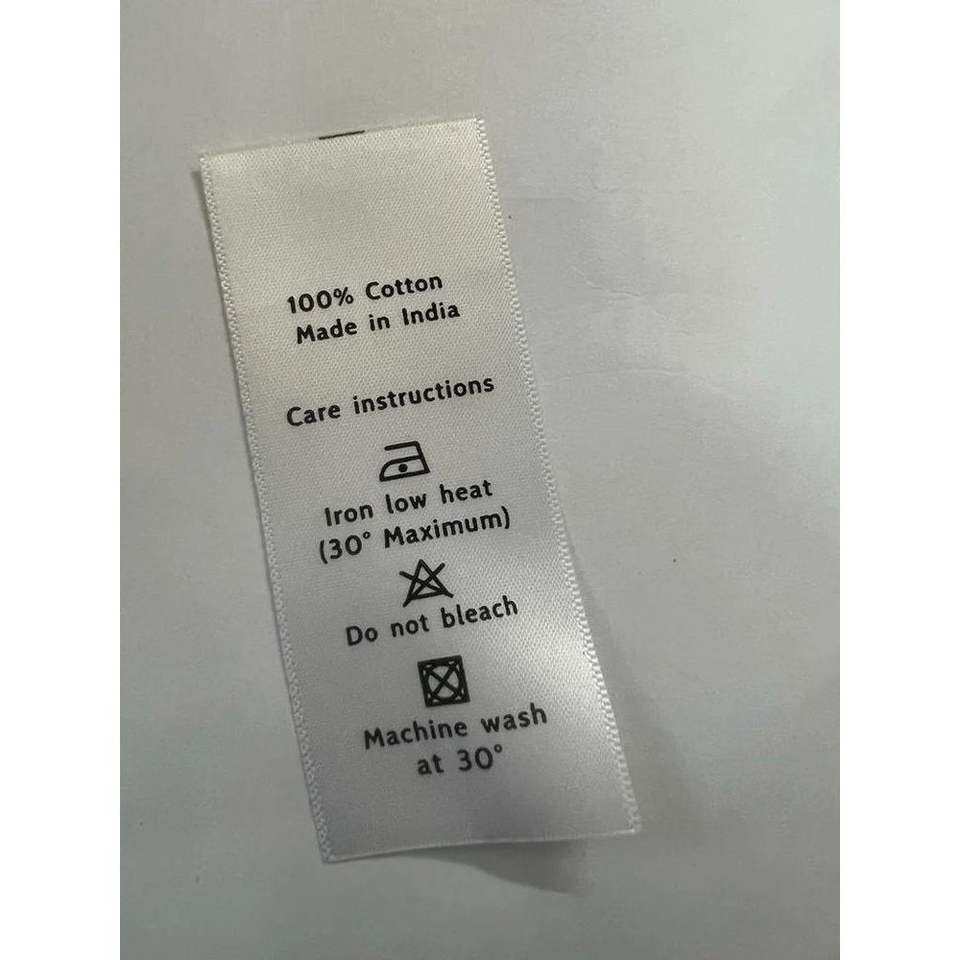 100% Cotton
Made in India
Care instructions
Iron low heat
(30° Maximum)
Do not bleach
Machine wash
at 30°